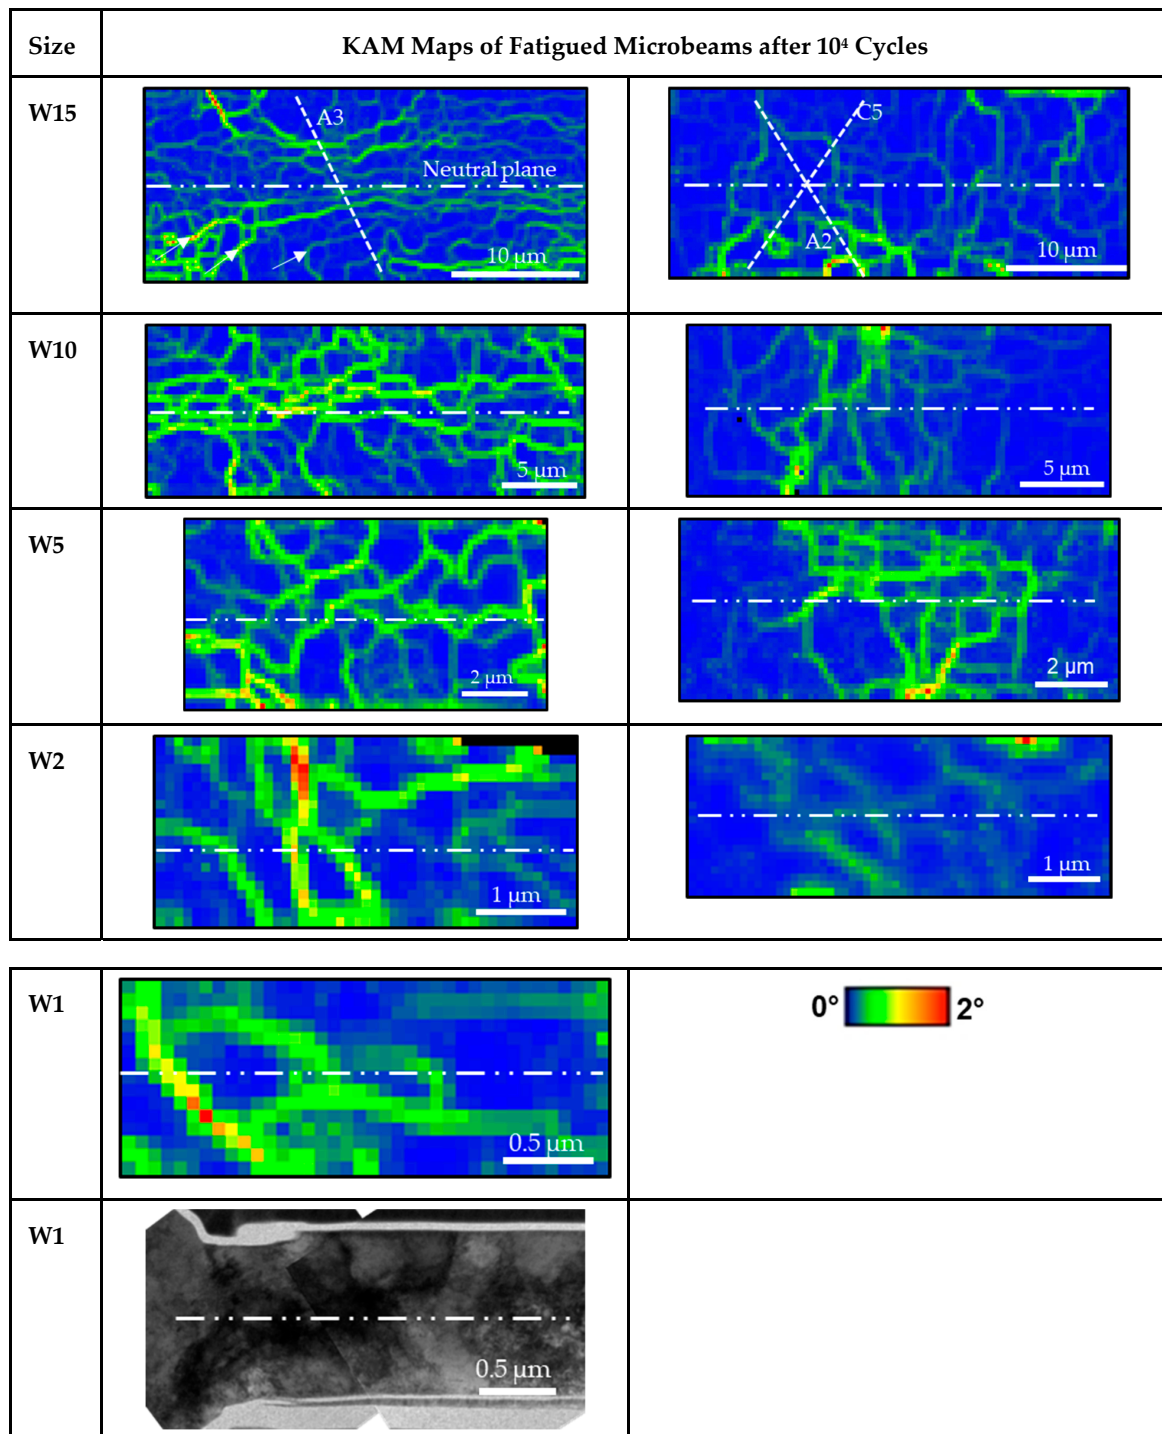 Size
KAM Maps of Fatigued Microbeams after 10⁴ Cycles
W15
A3
Neutral plane
10 µm
C5
A2
10 µm
W10
5 µm
5 µm
W5
2 µm
2 µm
W2
1 µm
1 µm
W1
0.5 µm
0° 2°
W1
0.5 µm